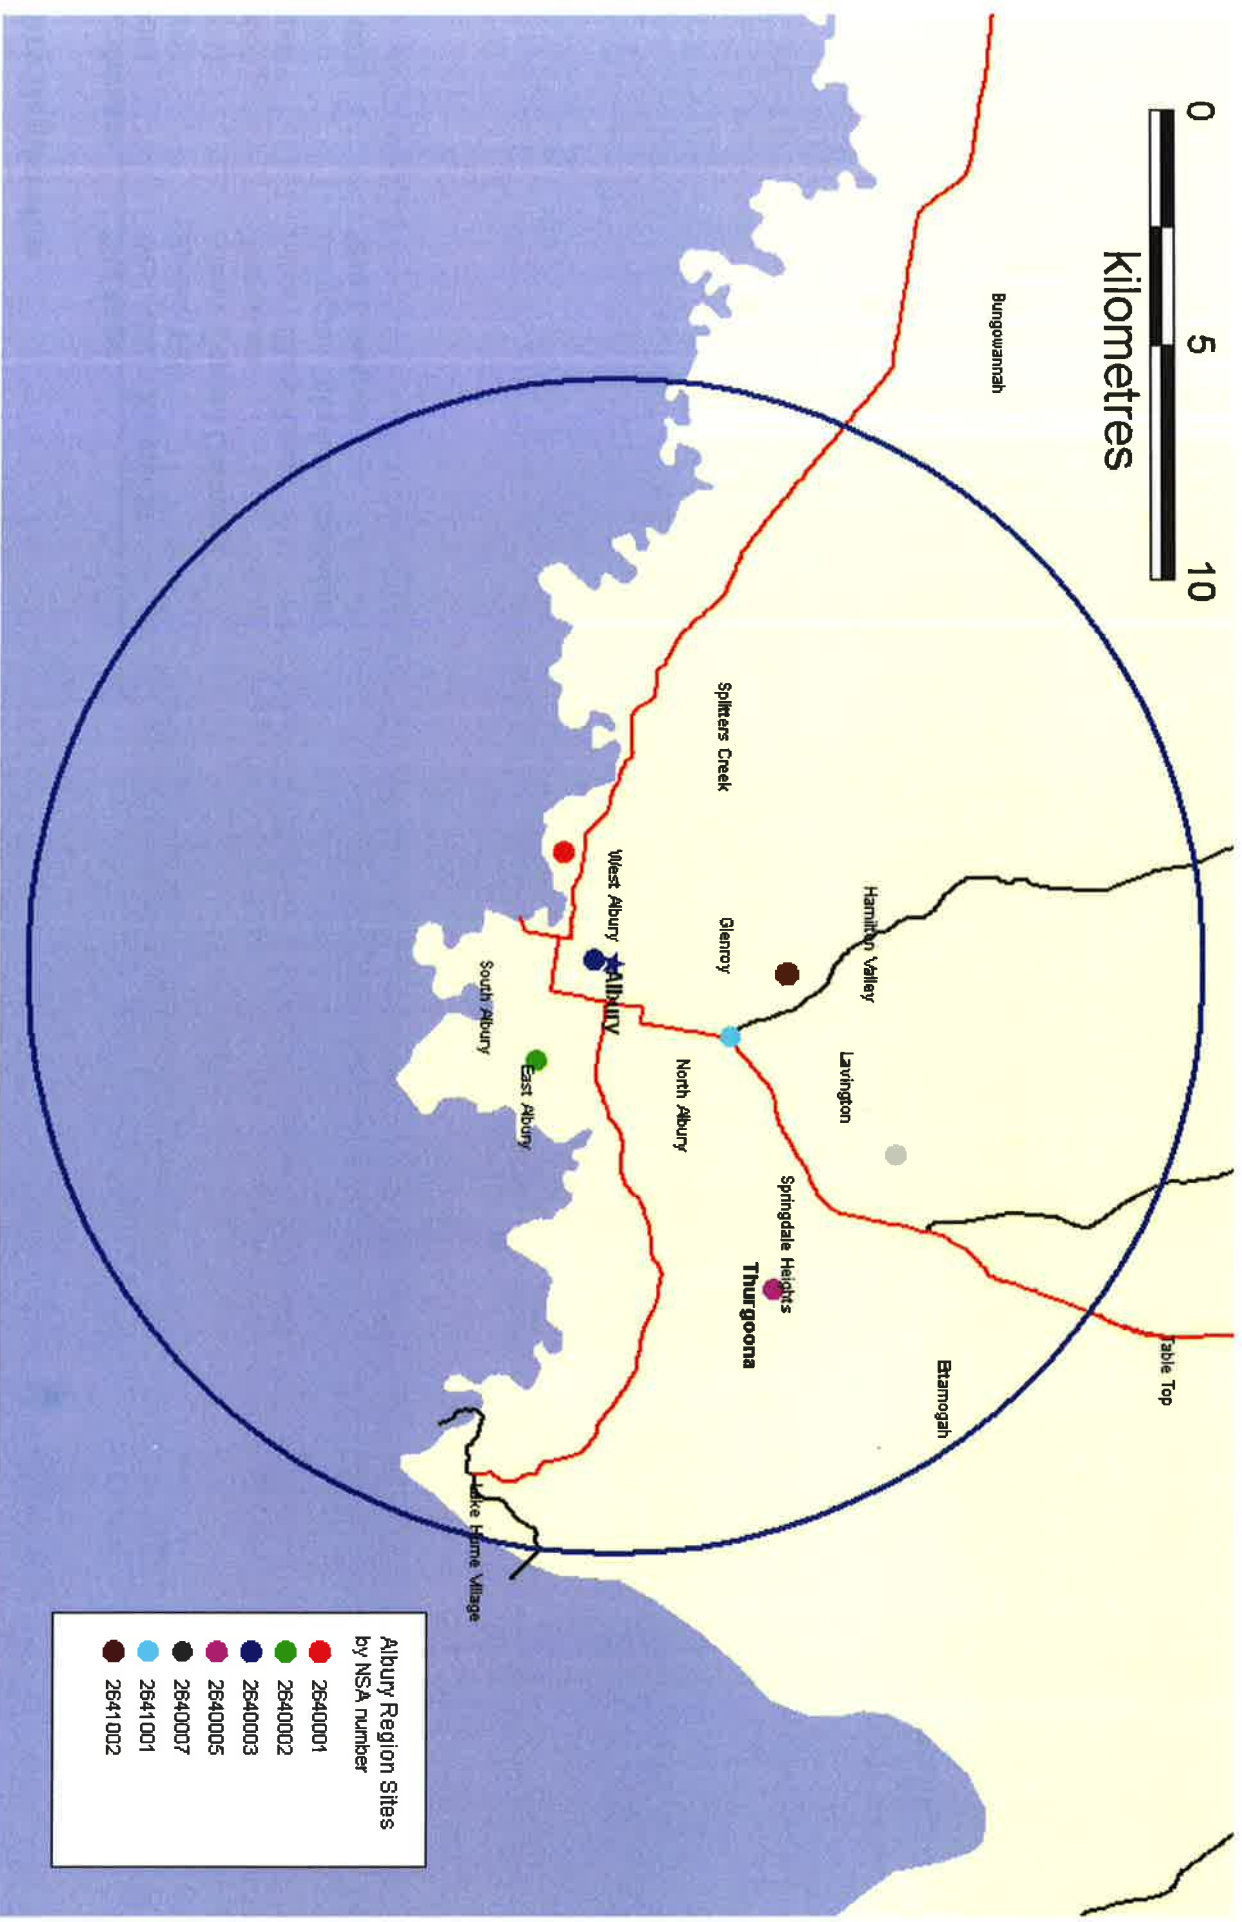 0 5 10
kilometres
Table Top
Bungowannah
Ettamogah
Hamilton Valley
Lavington
Springdale Heights
Thurgoona
Splitters Creek
Glenroy
North Albury
West Albury
Albury
East Albury
South Albury
Lake Hume Village
Albury Region Sites
by NSA number
2640001
2640002
2640003
2640005
2640007
2641001
2641002